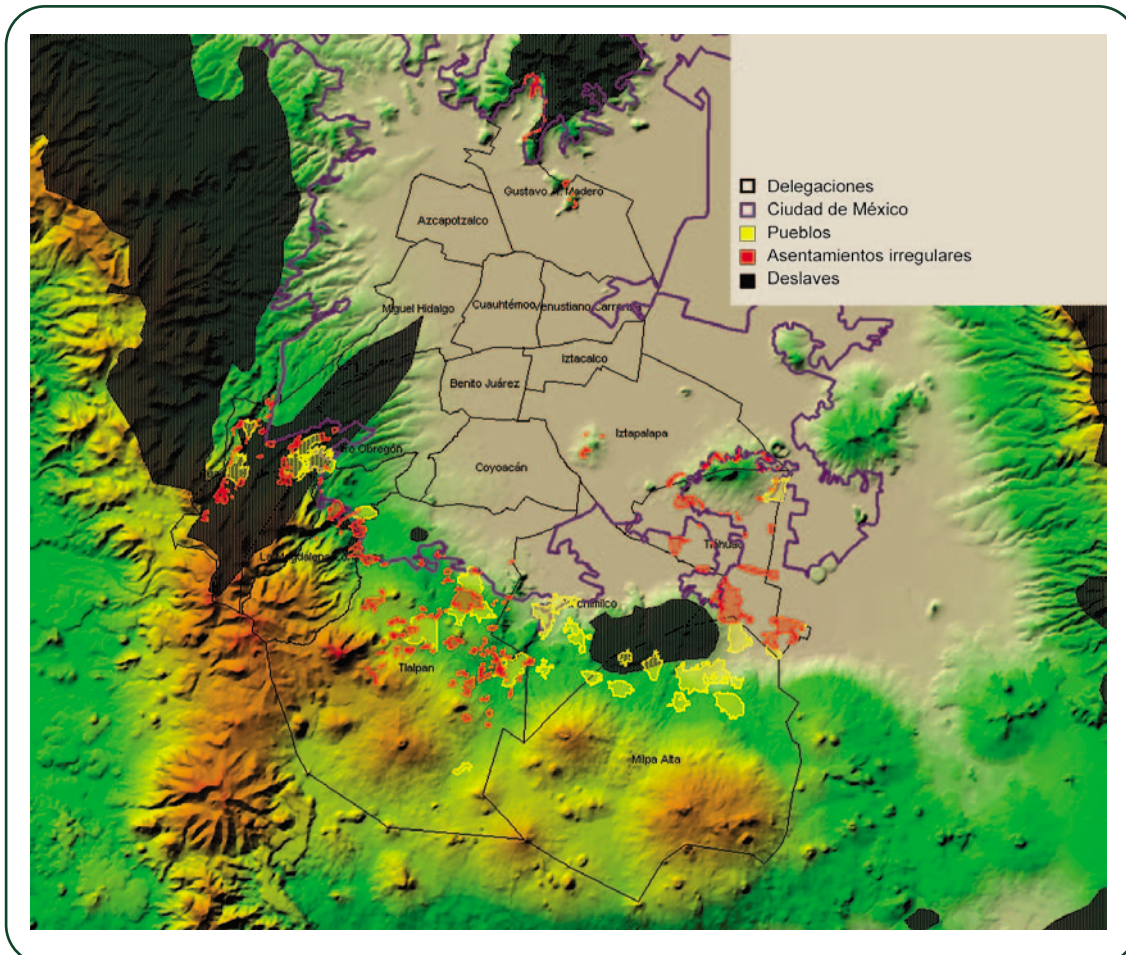 Delegaciones
Ciudad de México
Pueblos
Asentamientos irregulares
Deslaves
Gustavo A. Madero
Azcapotzalco
Miguel Hidalgo
Cuauhtémoc
Venustiano Carranza
Iztacalco
Benito Juárez
Iztapalapa
Obregón
Coyoacán
Tláhuac
Tlalpan
Milpa Alta